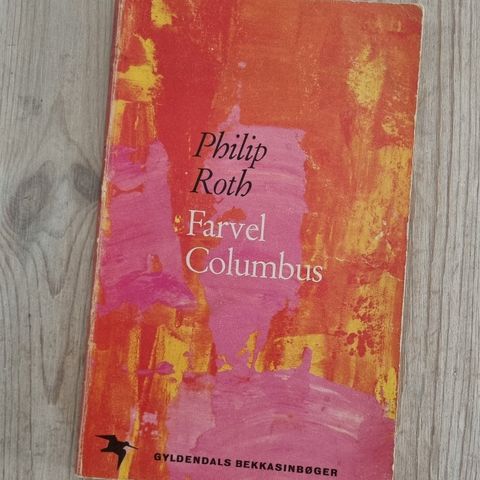 Philip
Roth
Farvel
Columbus
GYLDENDALS BEKKASINBØGER